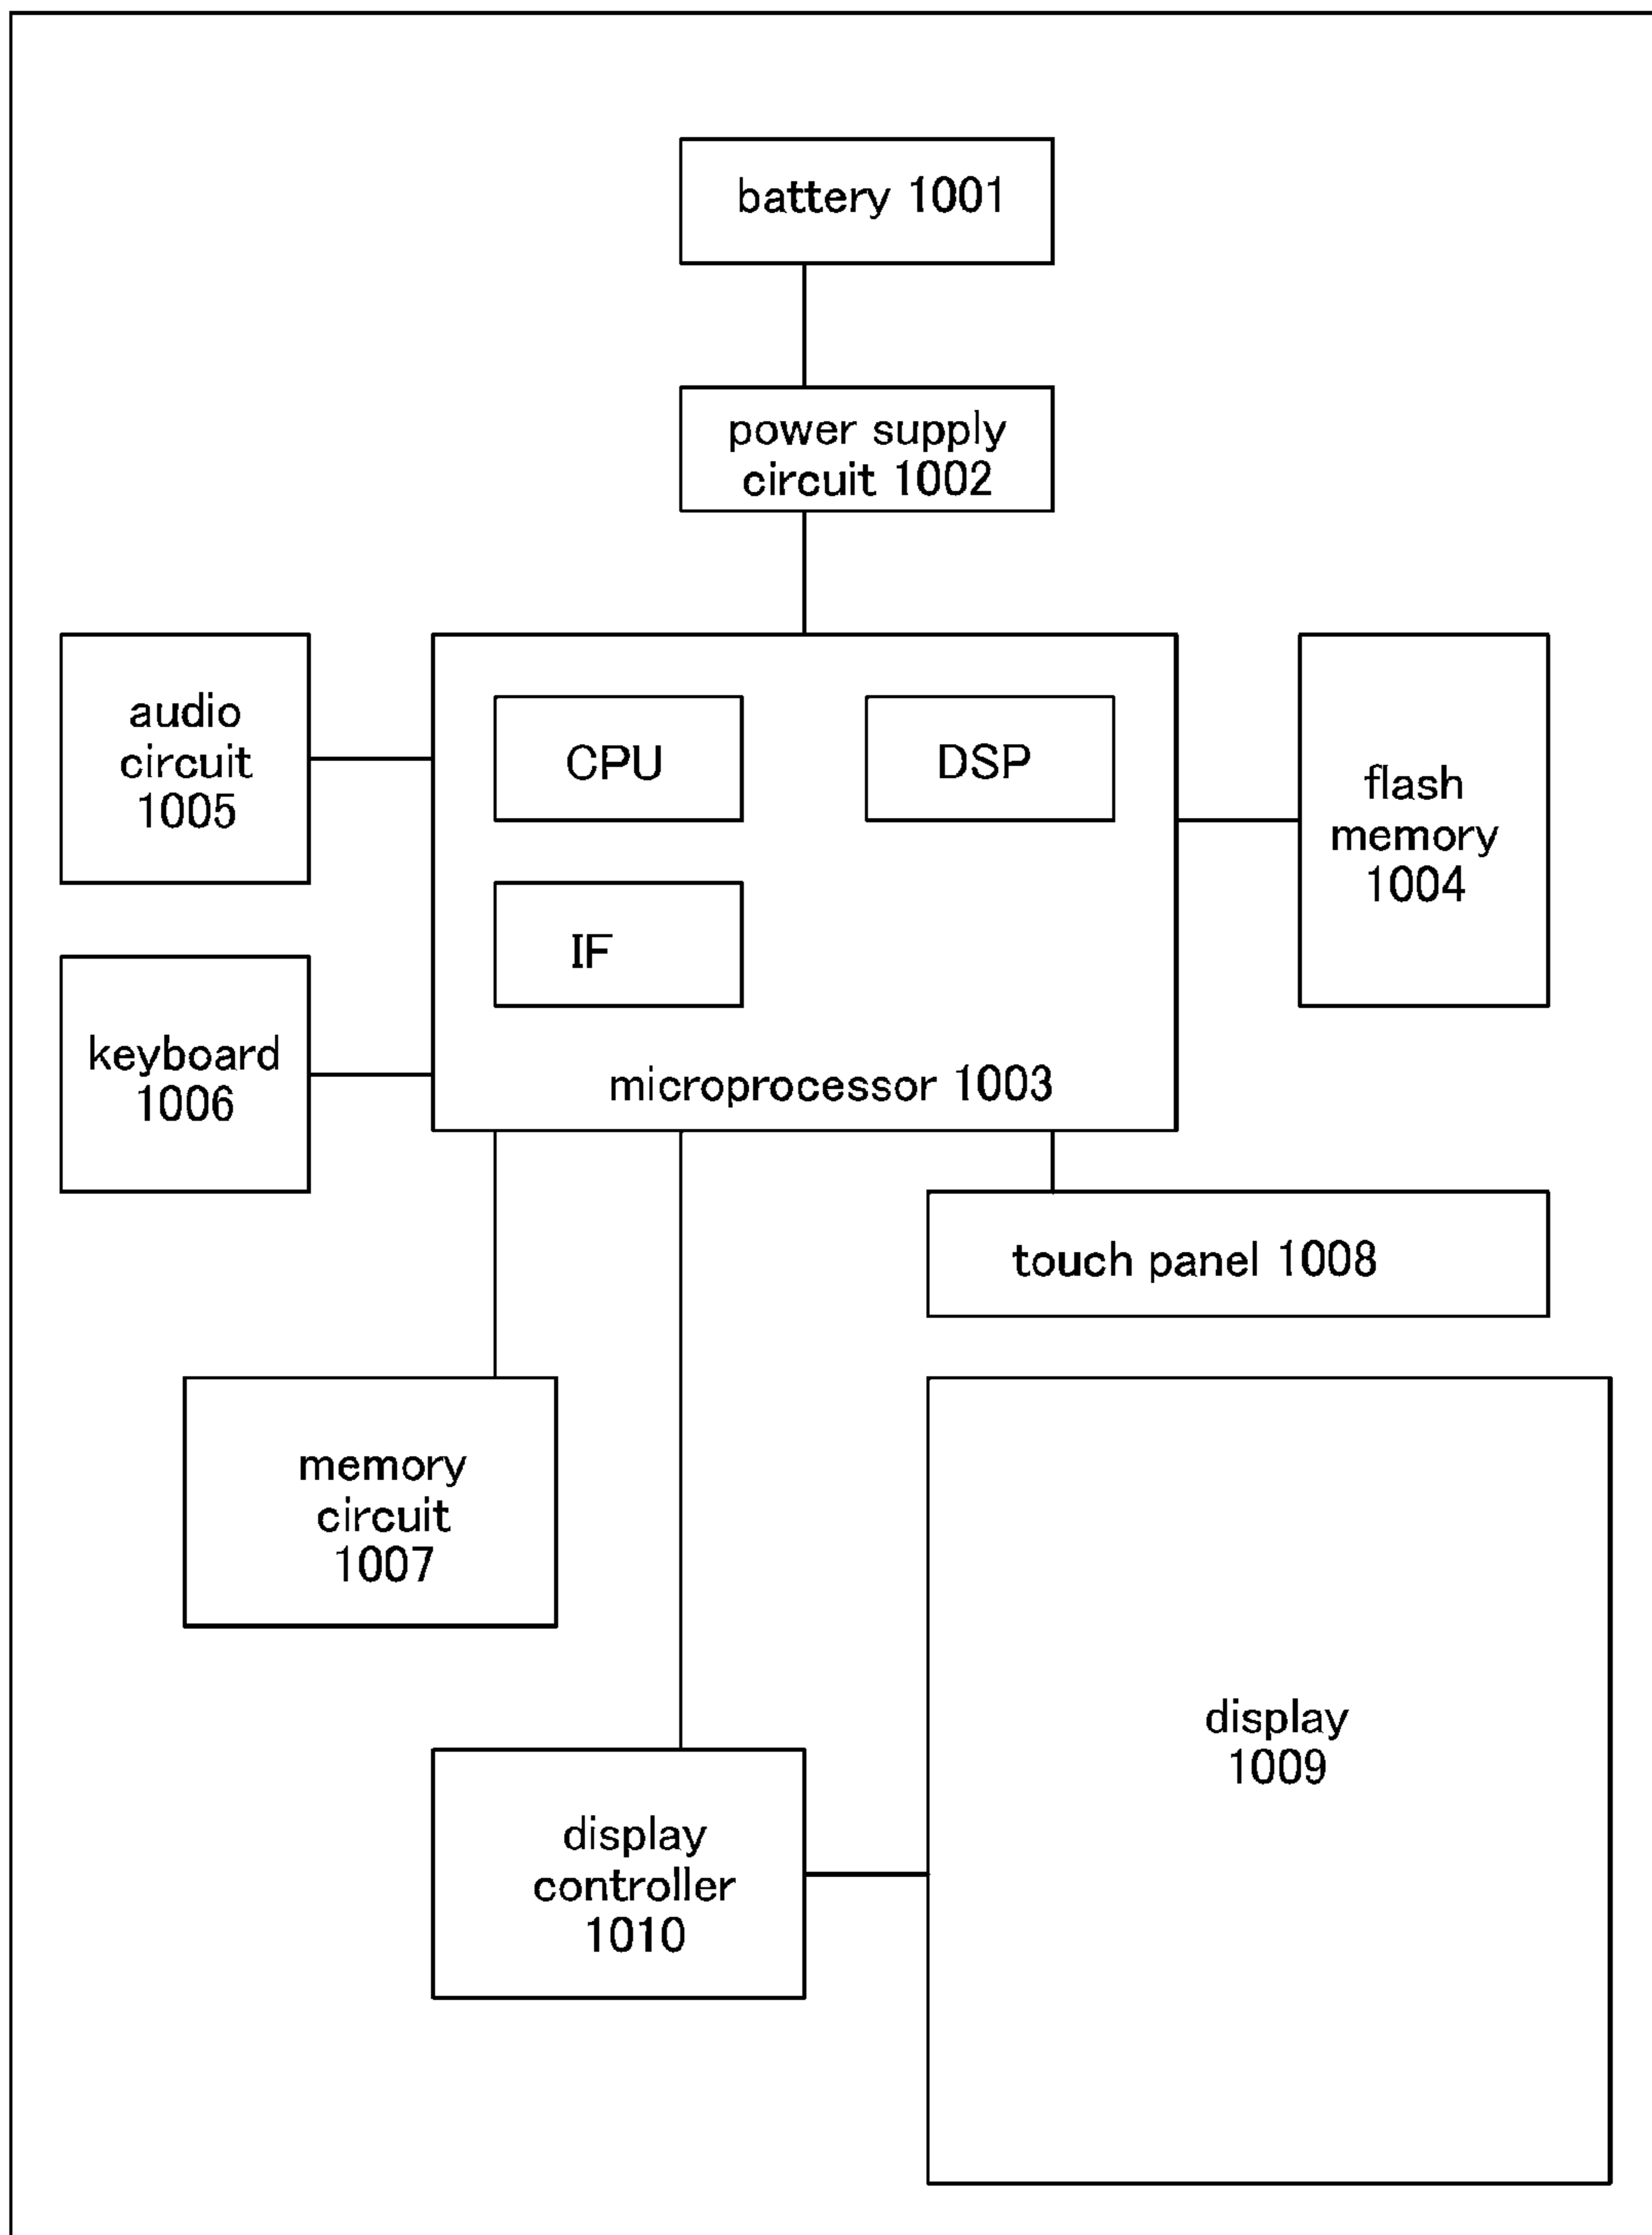 battery 1001
power supply
circuit 1002
audio
circuit
1005
CPU
DSP
flash
memory
1004
IF
keyboard
1006
microprocessor 1003
touch panel 1008
memory
circuit
1007
display
1009
display
controller
1010